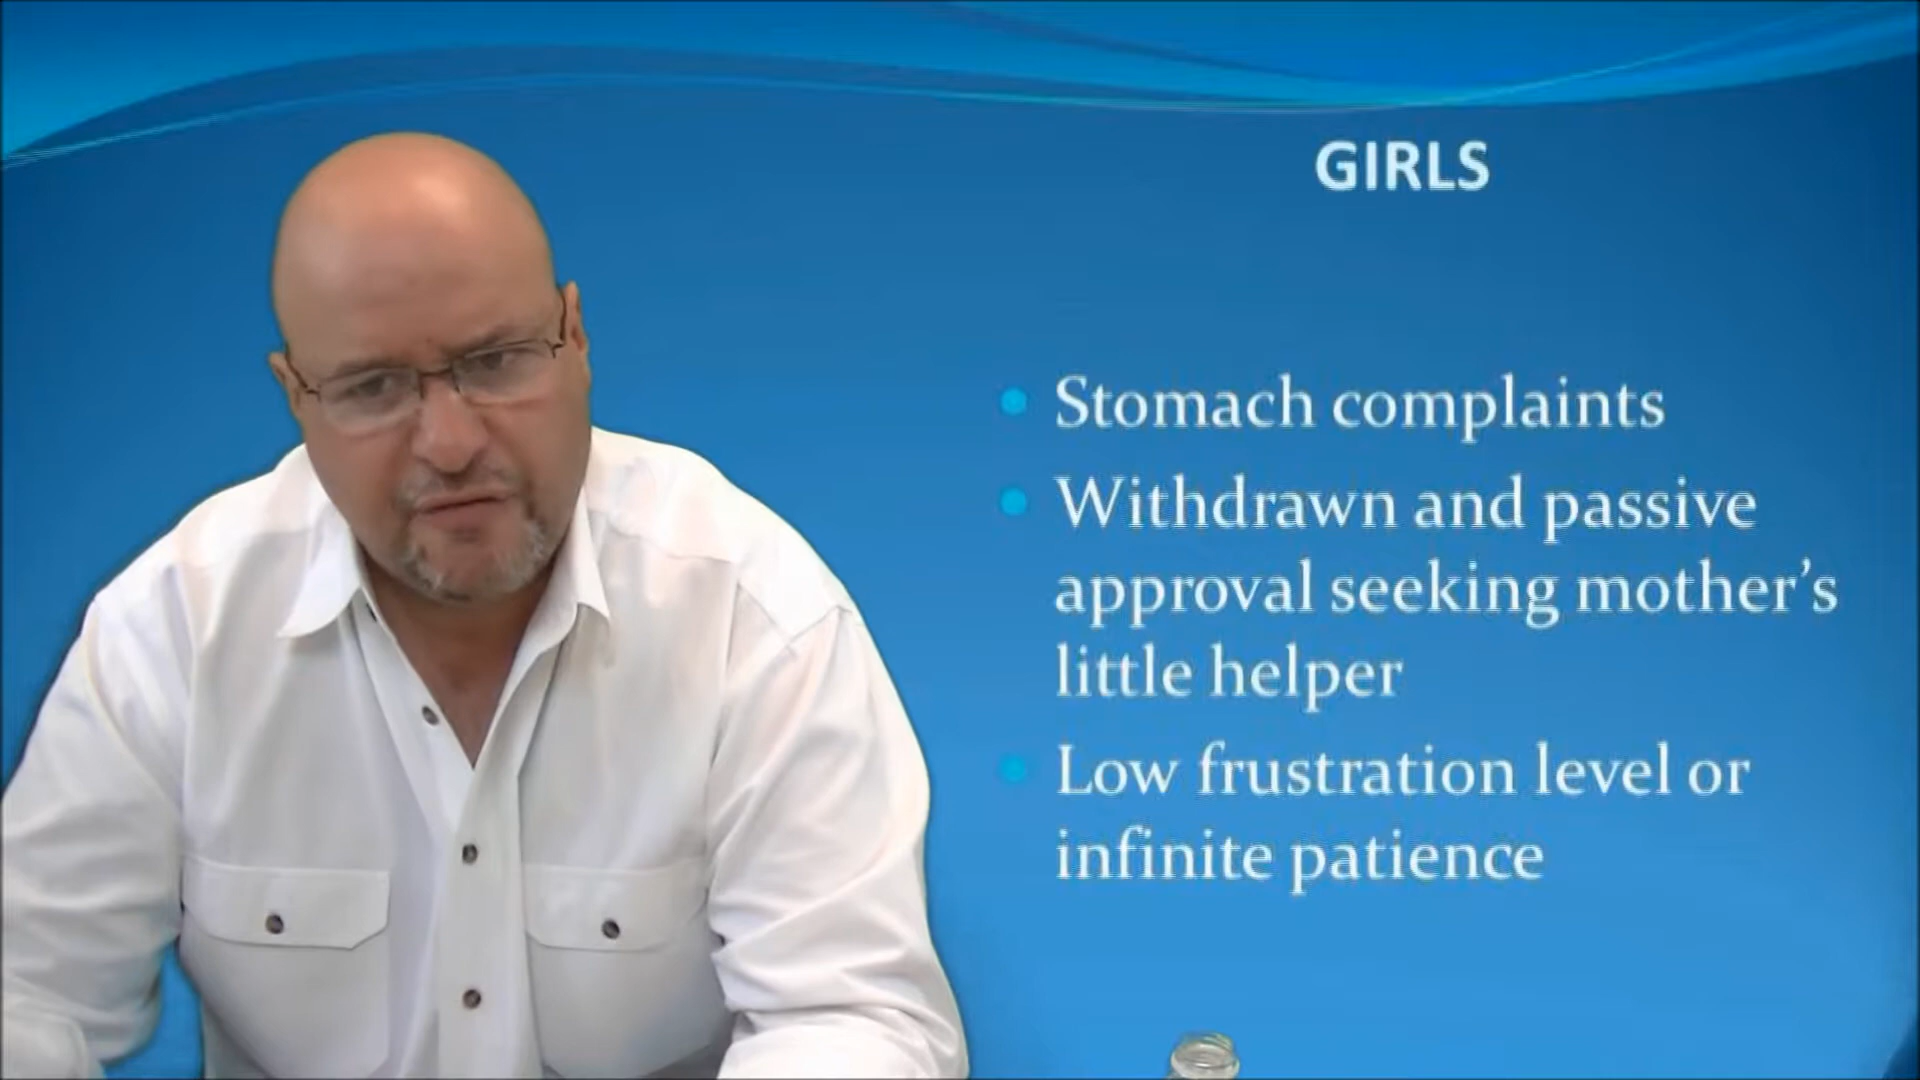 GIRLS
Stomach complaints
Withdrawn and passive
approval seeking mother’s
little helper
Low frustration level or
infinite patience